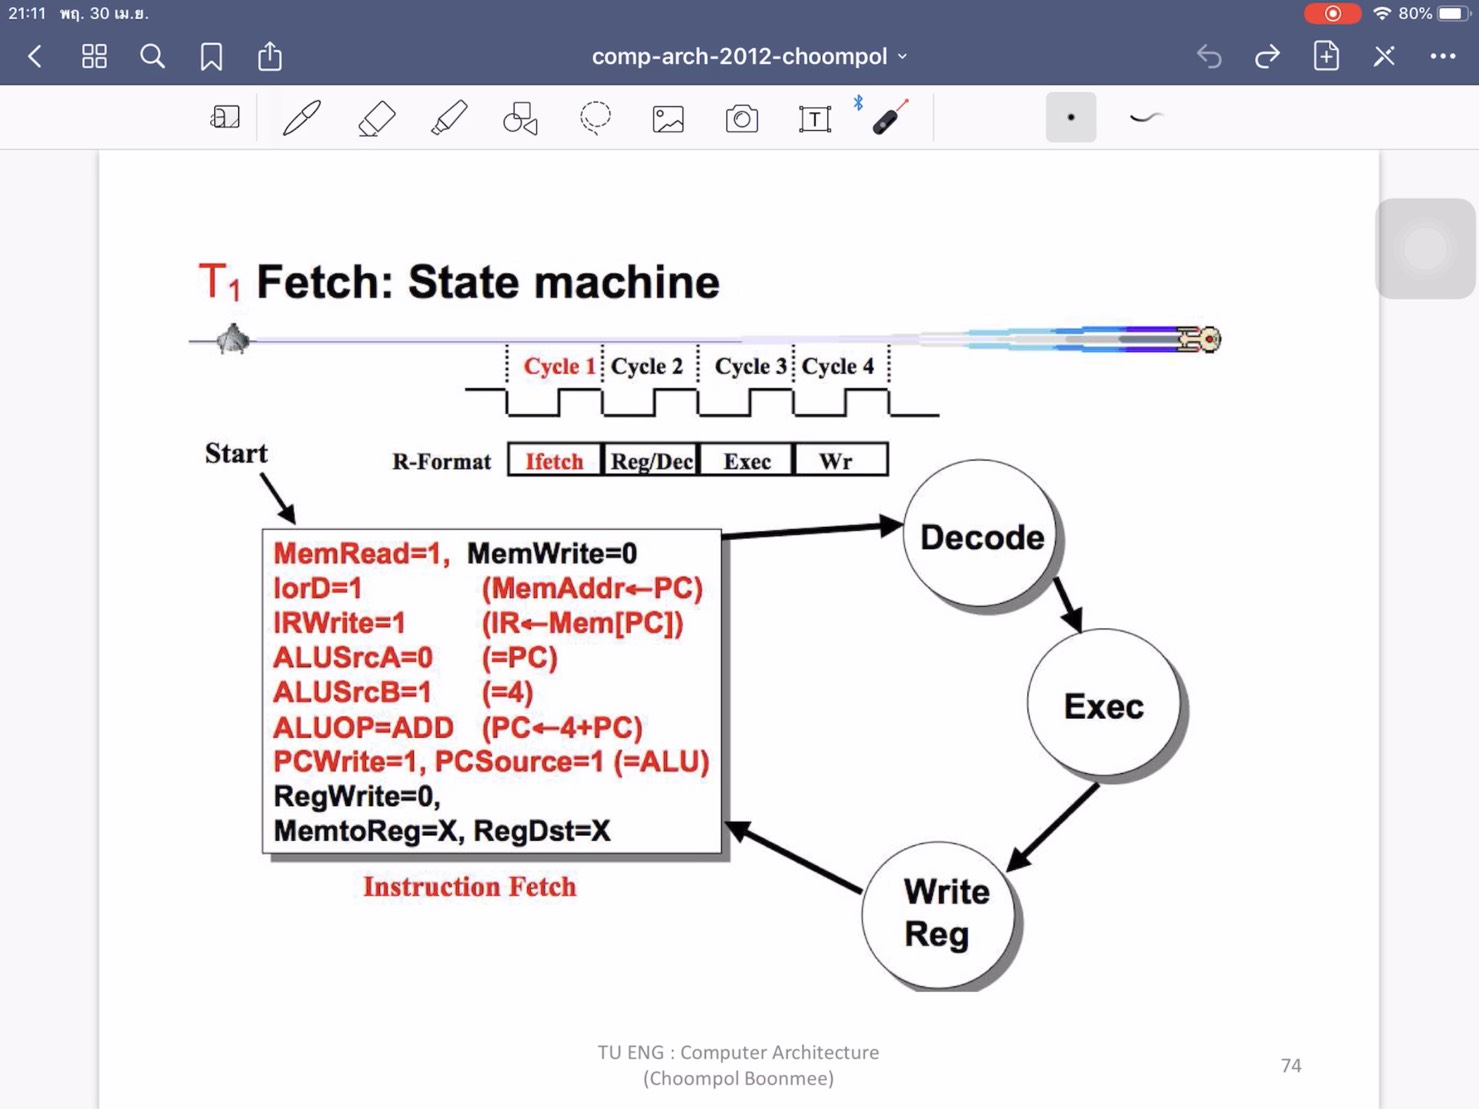 21:11 พฤ. 30 เม.ย.
80%
comp-arch-2012-choompol
T
T1 Fetch: State machine
Cycle 1 Cycle 2 Cycle 3 Cycle 4
Start
R-Format Ifetch Reg/Dec Exec Wr
MemRead=1, MemWrite=0
IorD=1 (MemAddr←PC)
IRWrite=1 (IR←Mem[PC])
ALUSrcA=0 (=PC)
ALUSrcB=1 (=4)
ALUOP=ADD (PC←4+PC)
PCWrite=1, PCSource=1 (=ALU)
RegWrite=0,
MemtoReg=X, RegDst=X
Instruction Fetch
Decode
Exec
Write
Reg
TU ENG : Computer Architecture
(Choompol Boonmee)
74